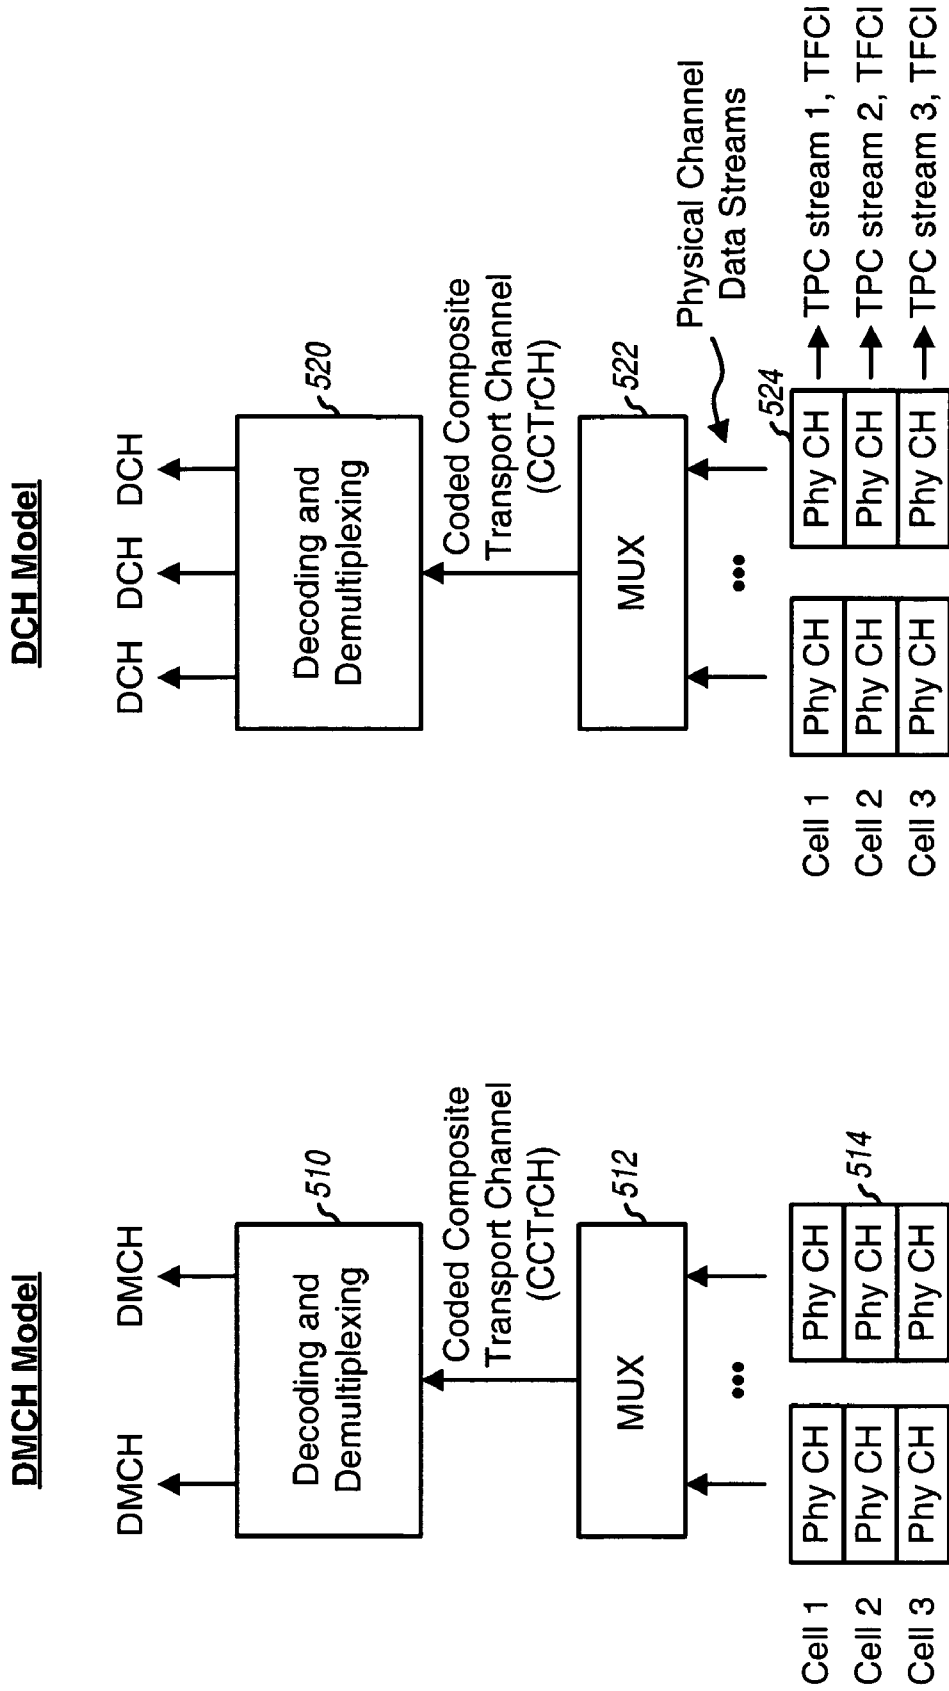 DMCH Model
DMCH DMCH
Decoding and
Demultiplexing
510
Coded Composite
Transport Channel
(CCTrCH)
MUX
512
•••
514
Cell 1 Phy CH Phy CH
Cell 2 Phy CH Phy CH
Cell 3 Phy CH Phy CH
DCH Model
DCH DCH DCH
Decoding and
Demultiplexing
520
Coded Composite
Transport Channel
(CCTrCH)
MUX
522
Physical Channel
Data Streams
•••
524
Cell 1 Phy CH Phy CH TPC stream 1, TFCI
Cell 2 Phy CH Phy CH TPC stream 2, TFCI
Cell 3 Phy CH Phy CH TPC stream 3, TFCI